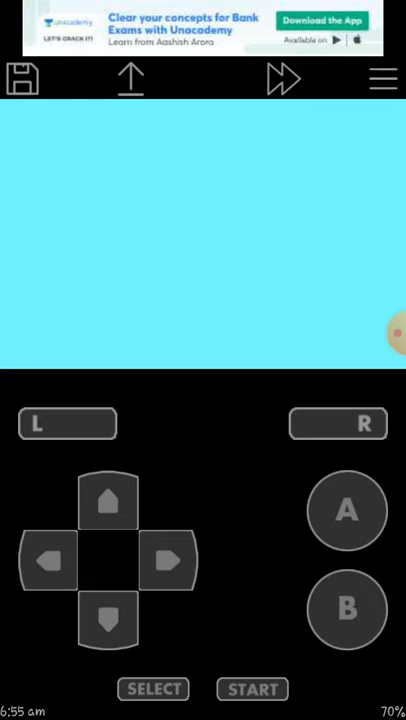 unacademy
LET'S CRACK IT!
Clear your concepts for Bank
Exams with Unacademy
Learn from Aashish Arora
Download the App
Available on
L
R
A
B
SELECT
START
6:55 am
70%